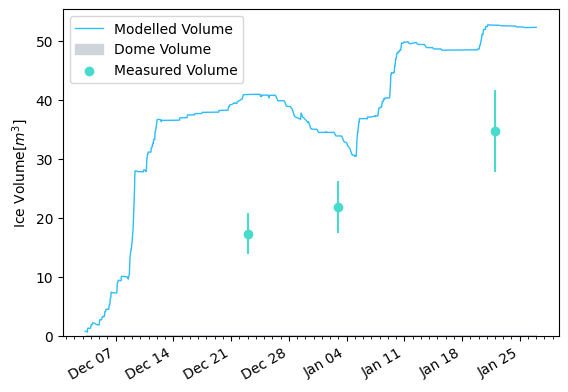 Modelled Volume
Dome Volume
Measured Volume
Ice Volume[m³]
50
40
30
20
10
0
Dec 07
Dec 14
Dec 21
Dec 28
Jan 04
Jan 11
Jan 18
Jan 25